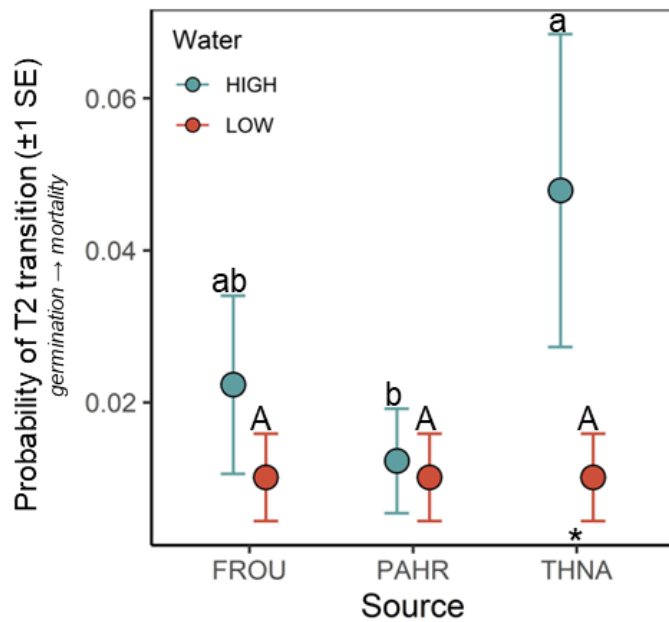 Water
HIGH
LOW
Probability of T2 transition (±1 SE)
germination → mortality
0.06
0.04
0.02
a
ab
A
b
A
A
*
FROU
PAHR
THNA
Source